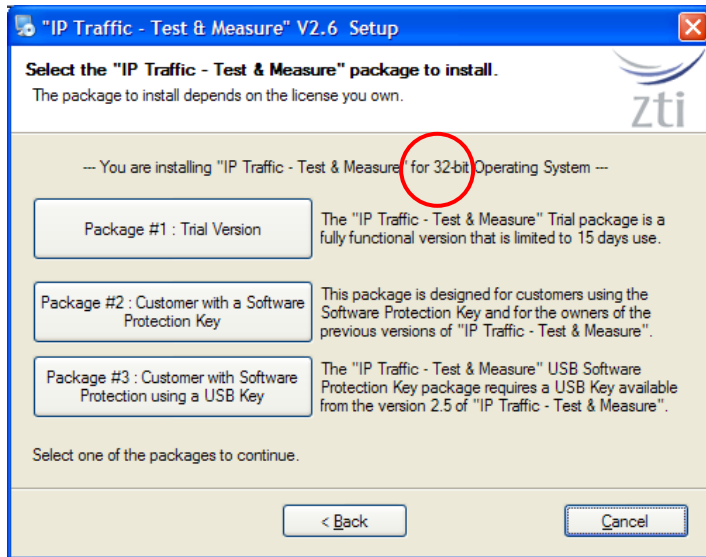 "IP Traffic - Test & Measure" V2.6 Setup
Select the "IP Traffic - Test & Measure" package to install.
The package to install depends on the license you own.
zti
--- You are installing "IP Traffic - Test & Measure" for 32-bit Operating System ---
Package #1 : Trial Version
The "IP Traffic - Test & Measure" Trial package is a
fully functional version that is limited to 15 days use.
Package #2 : Customer with a Software
Protection Key
This package is designed for customers using the
Software Protection Key and for the owners of the
previous versions of "IP Traffic - Test & Measure".
Package #3 : Customer with Software
Protection using a USB Key
The "IP Traffic - Test & Measure" USB Software
Protection Key package requires a USB Key available
from the version 2.5 of "IP Traffic - Test & Measure".
Select one of the packages to continue.
< Back
Cancel